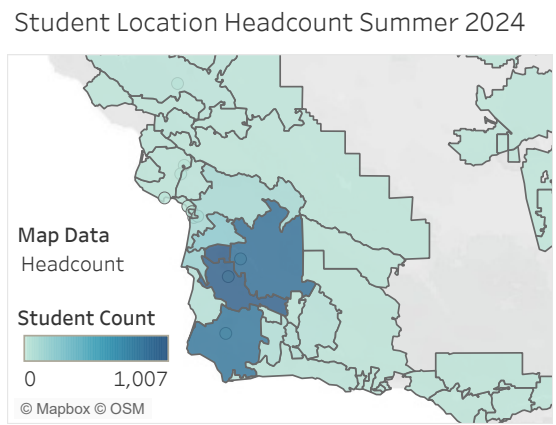 Student Location Headcount Summer 2024
Map Data
Headcount
Student Count
0 1,007
© Mapbox © OSM